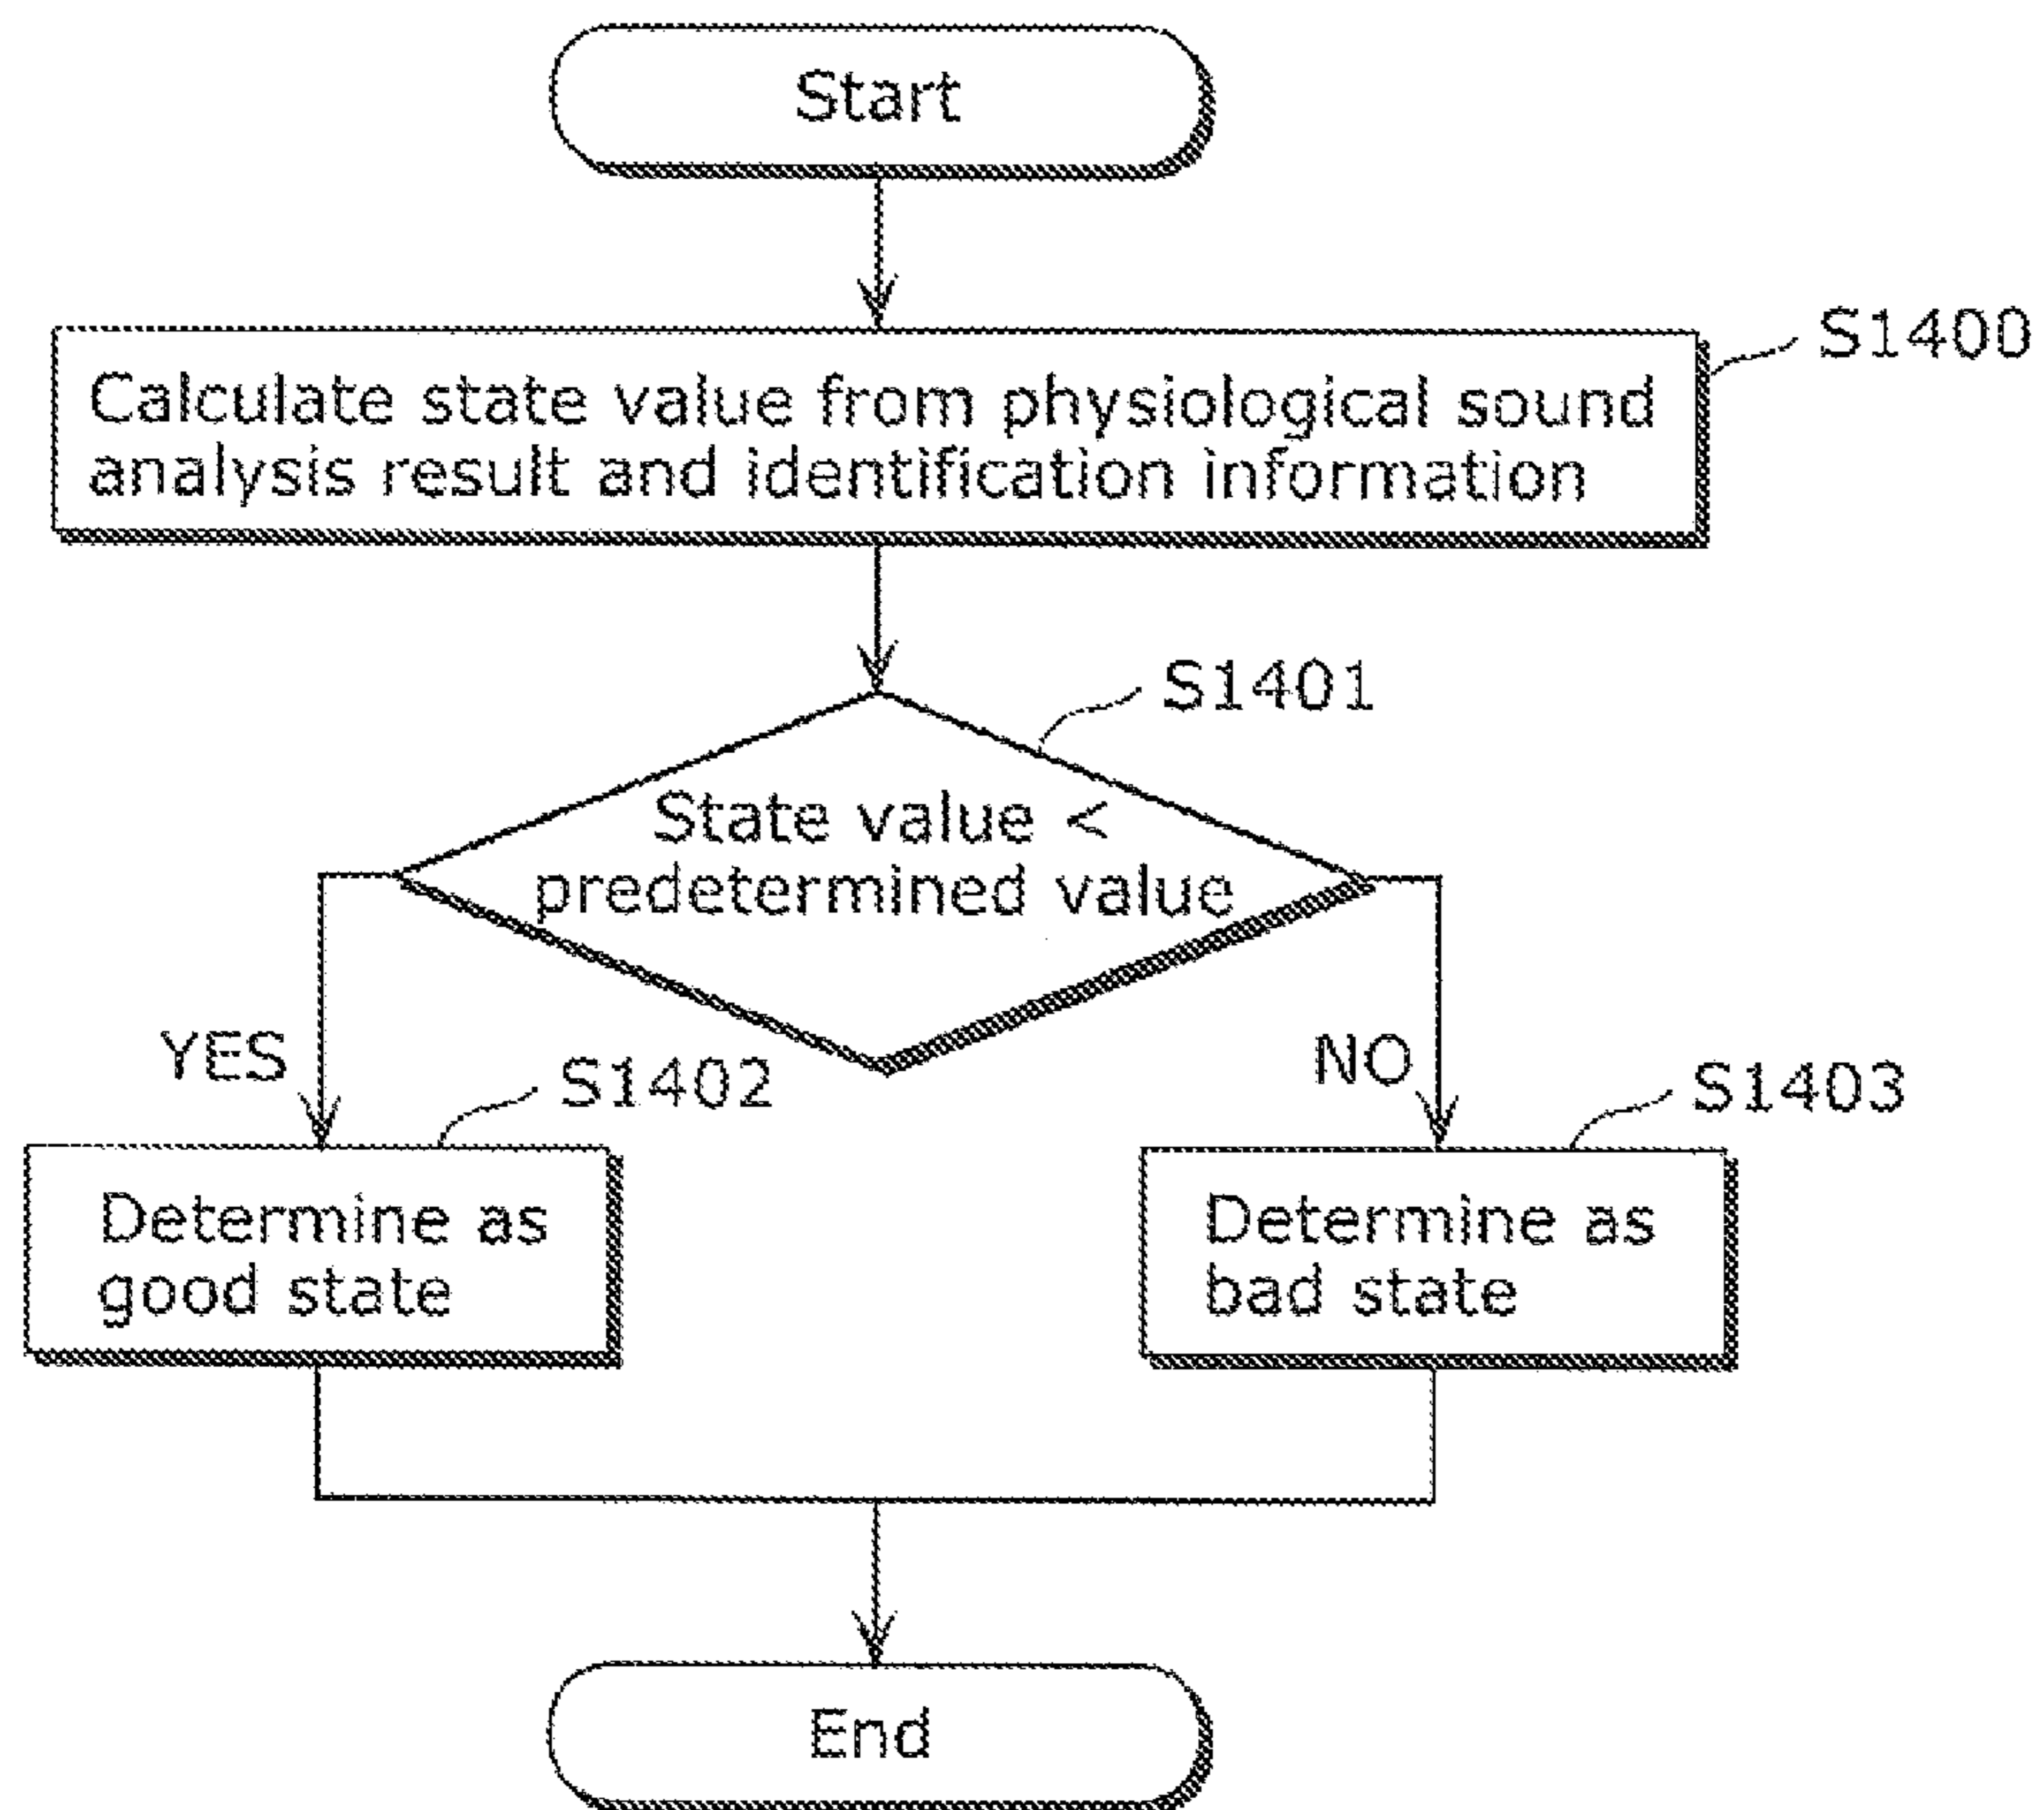 Start
S1400
Calculate state value from physiological sound
analysis result and identification information
S1401
State value <
predetermined value
YES
S1402
NO
S1403
Determine as
good state
Determine as
bad state
End